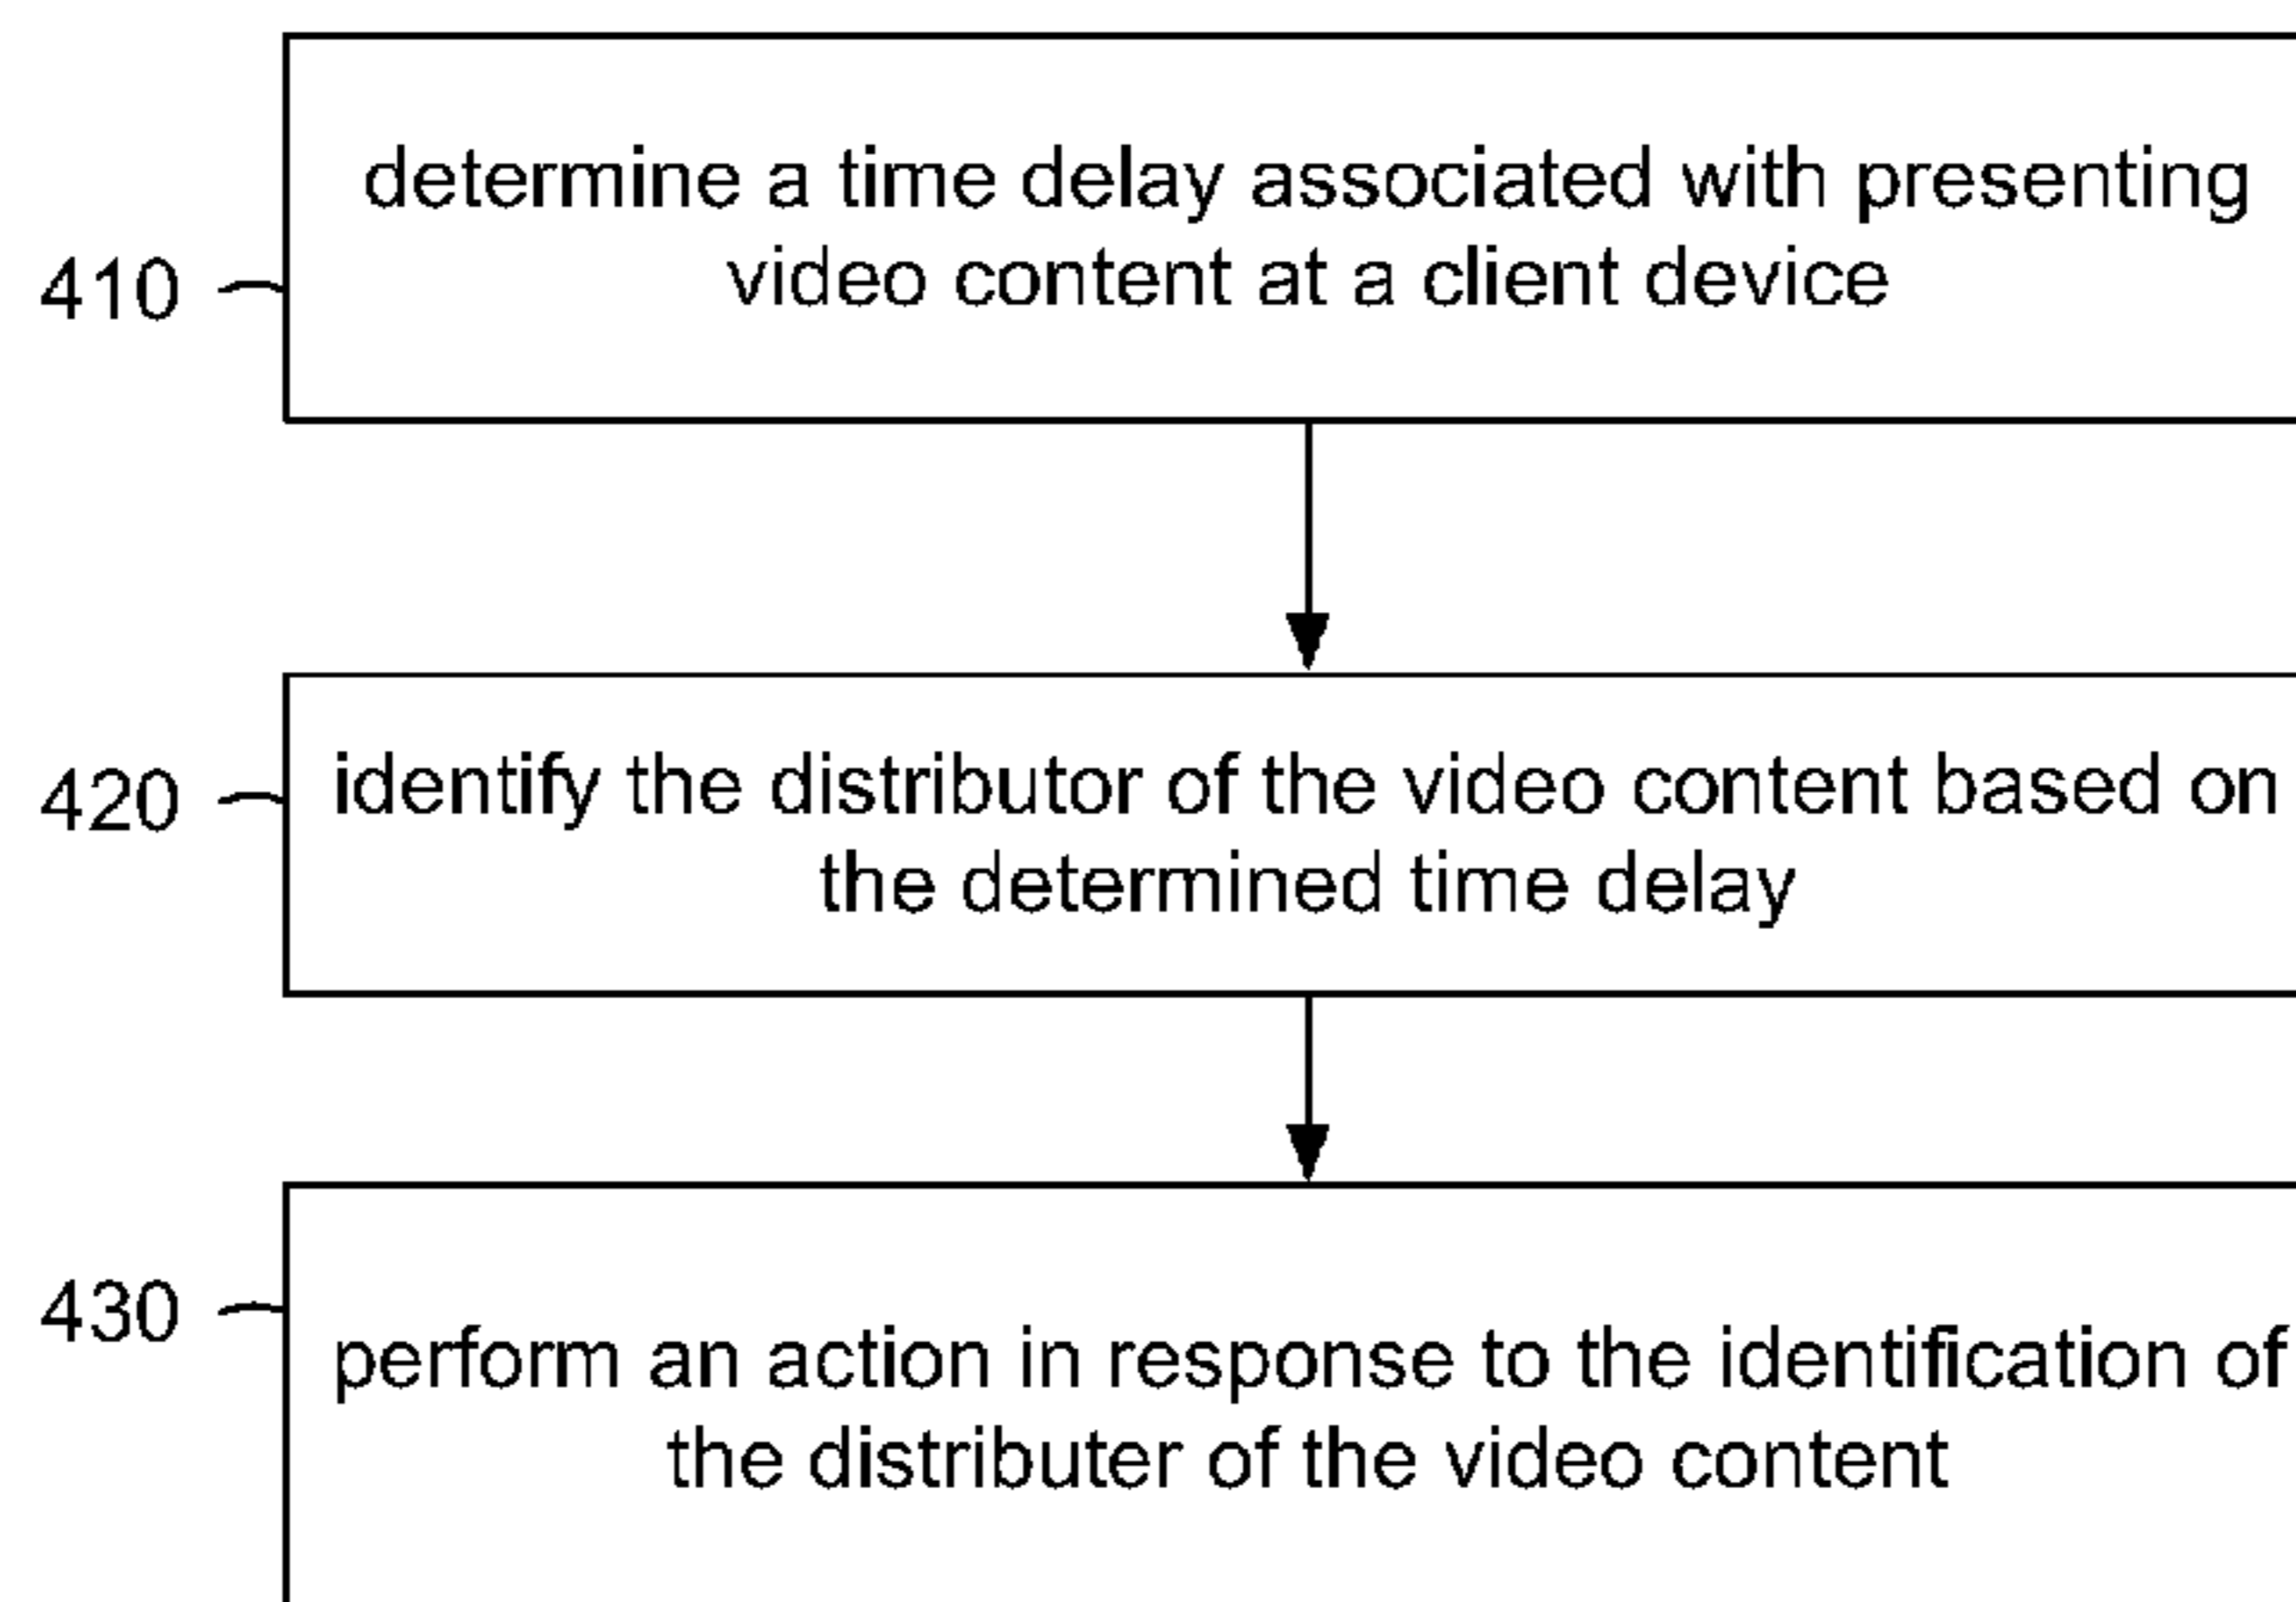 determine a time delay associated with presenting
video content at a client device
410
identify the distributor of the video content based on
the determined time delay
420
perform an action in response to the identification of
the distributer of the video content
430